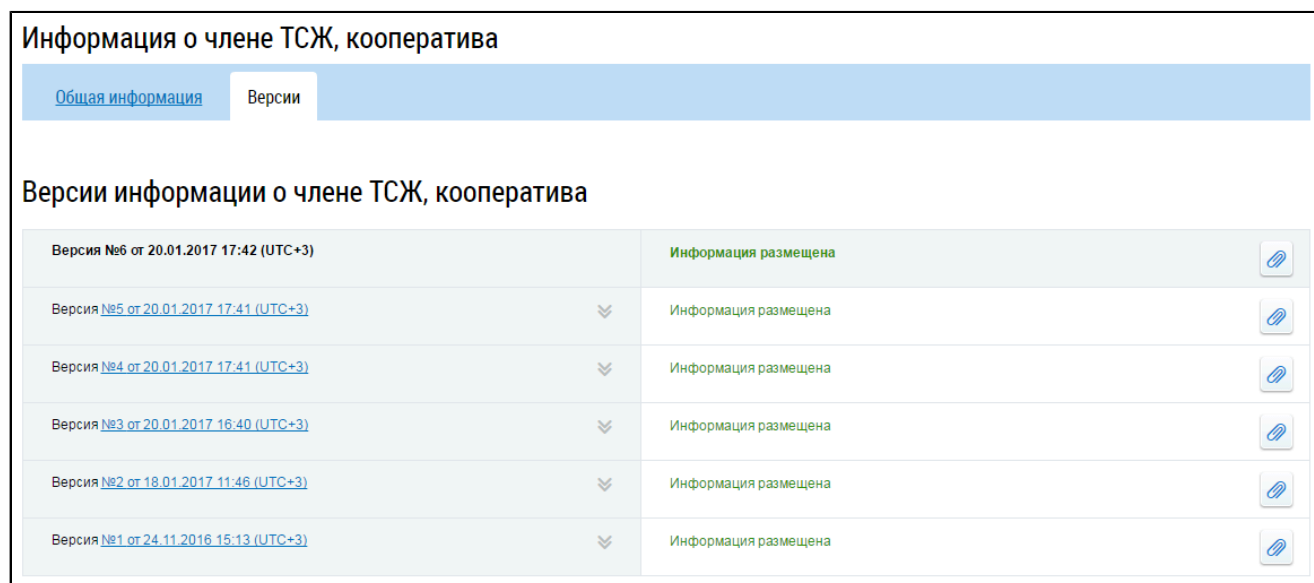 Информация о члене ТСЖ, кооператива
Общая информация Версии
Версии информации о члене ТСЖ, кооператива
Версия №6 от 20.01.2017 17:42 (UTC+3) Информация размещена
Версия №5 от 20.01.2017 17:41 (UTC+3) Информация размещена
Версия №4 от 20.01.2017 17:41 (UTC+3) Информация размещена
Версия №3 от 20.01.2017 16:40 (UTC+3) Информация размещена
Версия №2 от 18.01.2017 11:46 (UTC+3) Информация размещена
Версия №1 от 24.11.2016 15:13 (UTC+3) Информация размещена